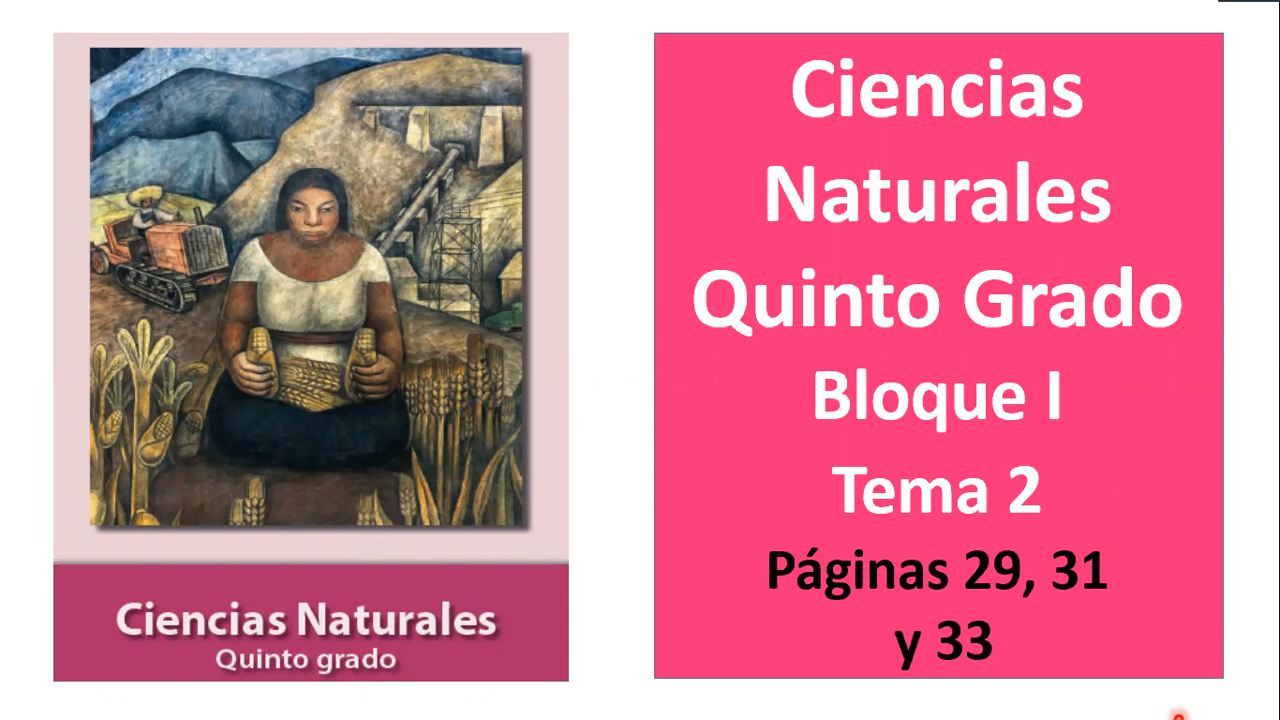 Ciencias Naturales
Quinto grado
Ciencias
Naturales
Quinto Grado
Bloque I
Tema 2
Páginas 29, 31
y 33